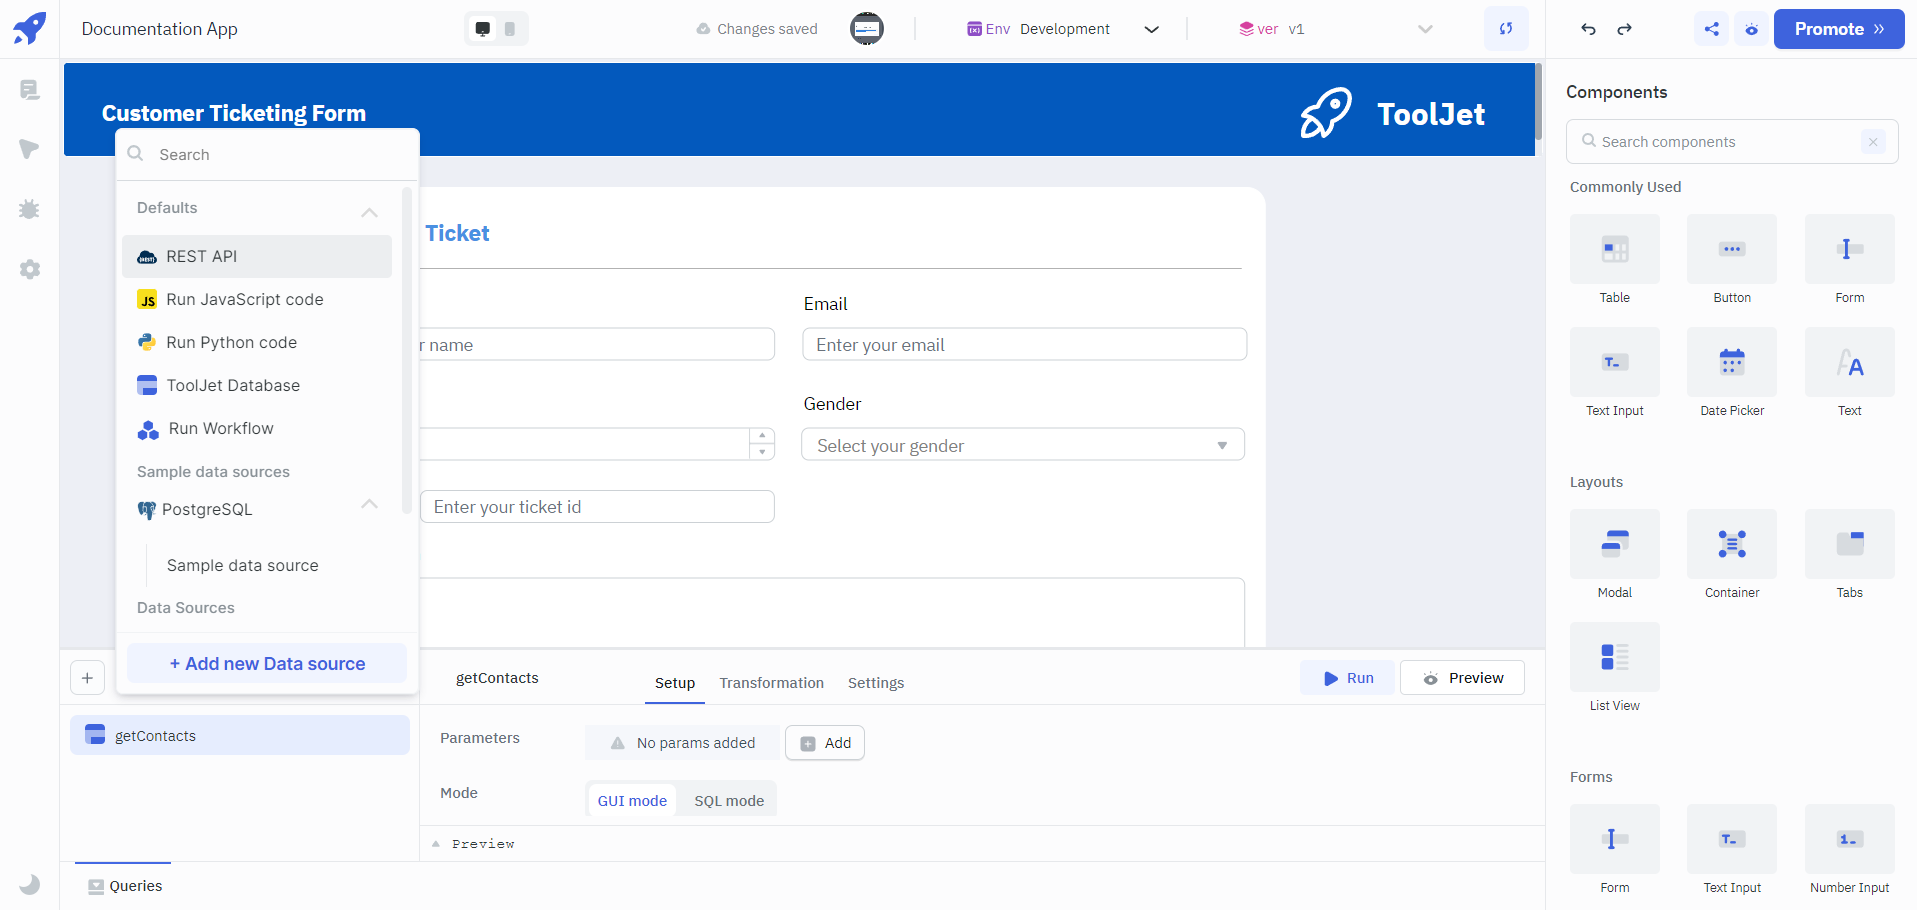 Documentation App
Changes saved
Env Development
ver v1
Promote
Customer Ticketing Form
ToolJet
Search
Defaults
REST API
JS Run JavaScript code
Run Python code
ToolJet Database
Run Workflow
Sample data sources
PostgreSQL
Sample data source
Data Sources
+ Add new Data source
Ticket
Email
r name
Enter your email
Gender
Select your gender
Enter your ticket id
getContacts
Setup
Transformation
Settings
Run
Preview
getContacts
Parameters
No params added
Add
Mode
GUI mode
SQL mode
Preview
Queries
Components
Search components
Commonly Used
Table
Button
Form
Text Input
Date Picker
Text
Layouts
Modal
Container
Tabs
List View
Forms
Form
Text Input
Number Input